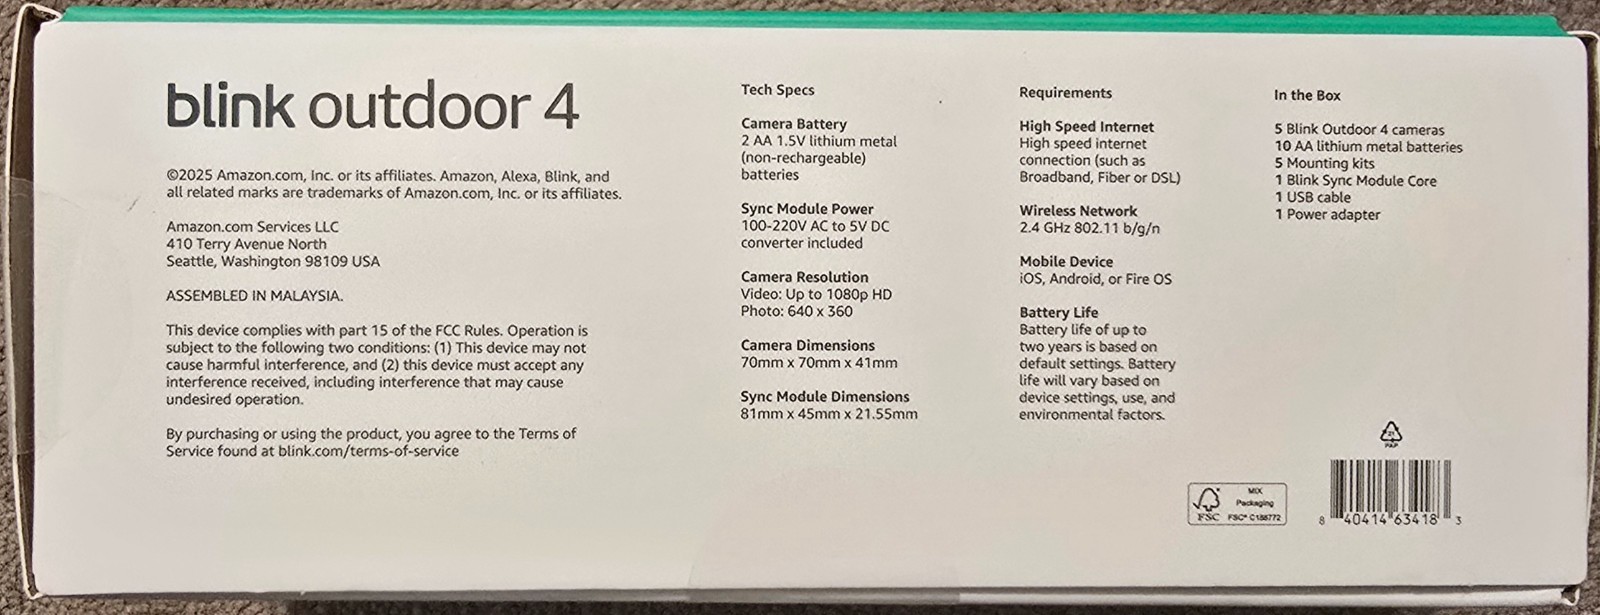 blink outdoor 4
©2025 Amazon.com, Inc. or its affiliates. Amazon, Alexa, Blink, and
all related marks are trademarks of Amazon.com, Inc. or its affiliates.
Amazon.com Services LLC
410 Terry Avenue North
Seattle, Washington 98109 USA
ASSEMBLED IN MALAYSIA.
This device complies with part 15 of the FCC Rules. Operation is
subject to the following two conditions: (1) This device may not
cause harmful interference, and (2) this device must accept any
interference received, including interference that may cause
undesired operation.
By purchasing or using the product, you agree to the Terms of
Service found at blink.com/terms-of-service
Tech Specs
Camera Battery
2 AA 1.5V lithium metal
(non-rechargeable)
batteries
Sync Module Power
100-220V AC to 5V DC
converter included
Camera Resolution
Video: Up to 1080p HD
Photo: 640 x 360
Camera Dimensions
70mm x 70mm x 41mm
Sync Module Dimensions
81mm x 45mm x 21.55mm
Requirements
High Speed Internet
High speed internet
connection (such as
Broadband, Fiber or DSL)
Wireless Network
2.4 GHz 802.11 b/g/n
Mobile Device
iOS, Android, or Fire OS
Battery Life
Battery life of up to
two years is based on
default settings. Battery
life will vary based on
device settings, use, and
environmental factors.
In the Box
5 Blink Outdoor 4 cameras
10 AA lithium metal batteries
5 Mounting kits
1 Blink Sync Module Core
1 USB cable
1 Power adapter
21
PAP
MIX
Packaging
FSC
FSC® C188772
8 40414 63418 3